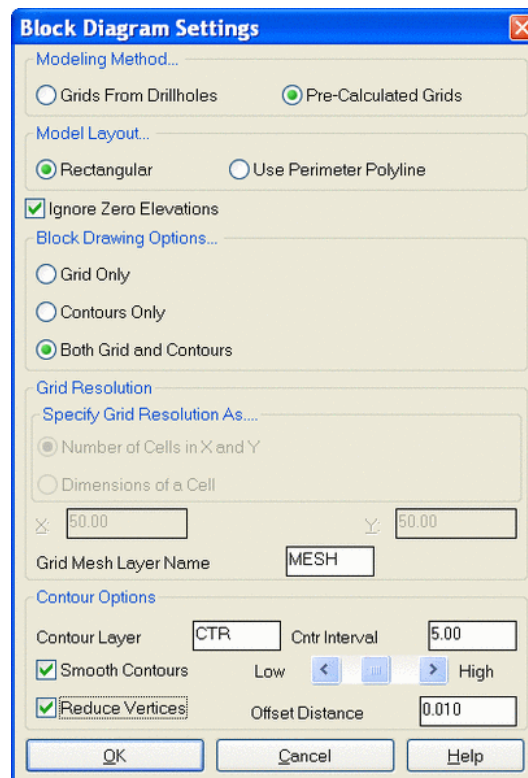 Block Diagram Settings
Modeling Method...
Grids From Drillholes Pre-Calculated Grids
Model Layout...
Rectangular Use Perimeter Polyline
Ignore Zero Elevations
Block Drawing Options...
Grid Only
Contours Only
Both Grid and Contours
Grid Resolution
Specify Grid Resolution As....
Number of Cells in X and Y
Dimensions of a Cell
X: 50.00 Y: 50.00
Grid Mesh Layer Name MESH
Contour Options
Contour Layer CTR Cntr Interval 5.00
Smooth Contours Low High
Reduce Vertices Offset Distance 0.010
OK Cancel Help